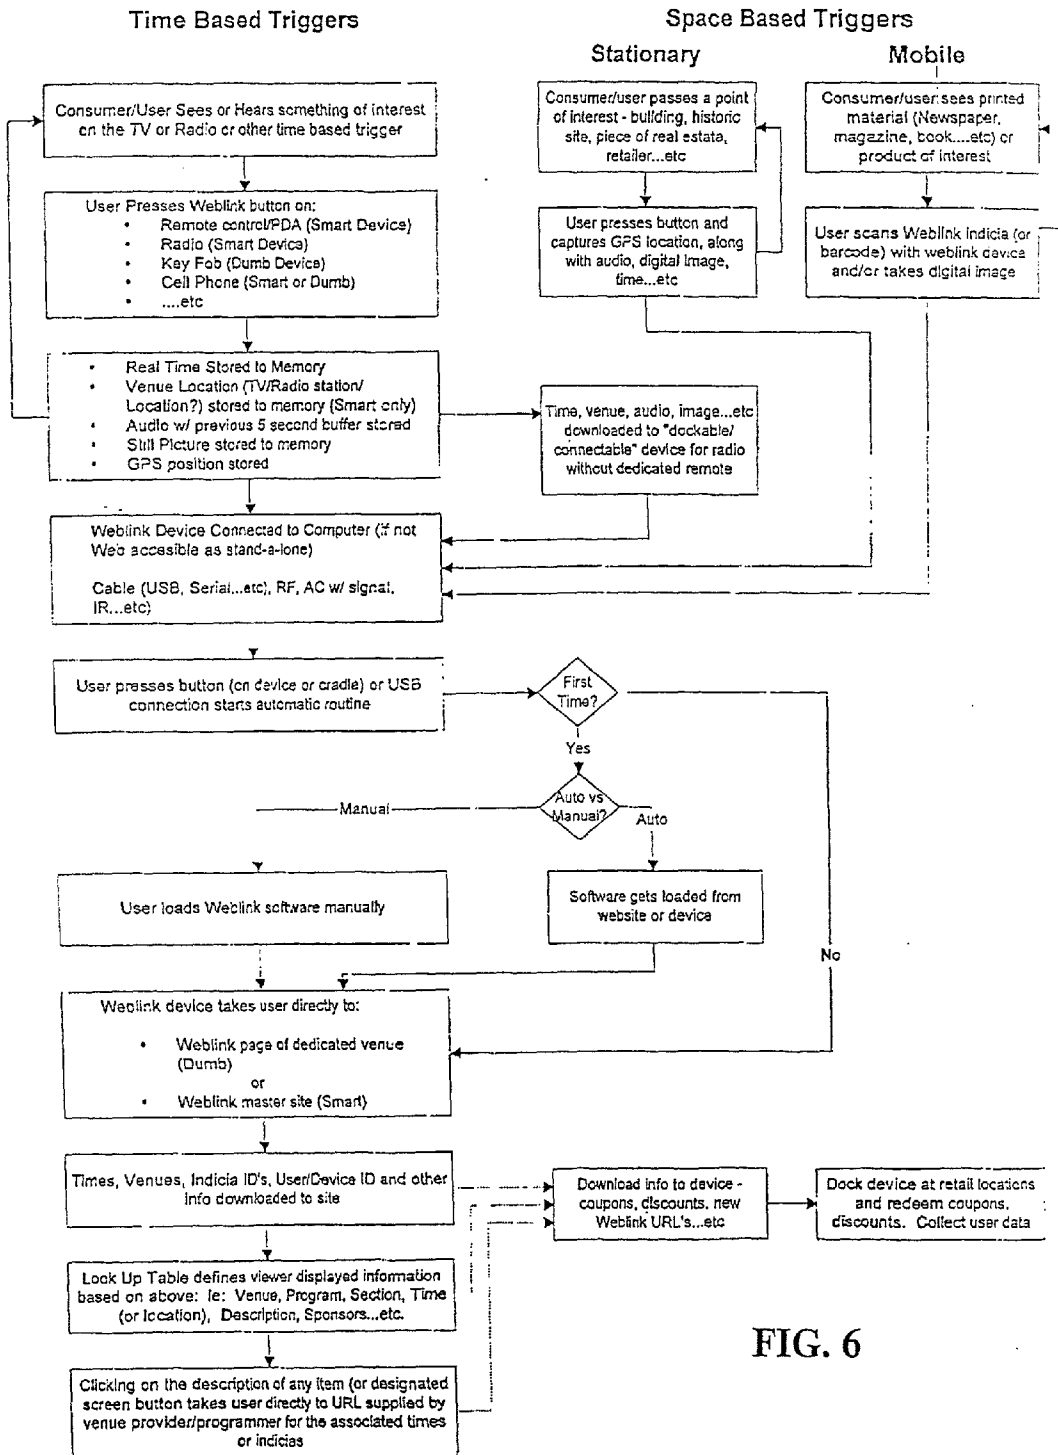 Time Based Triggers
Space Based Triggers
Stationary
Mobile
Consumer/User Sees or Hears something of interest
on the TV or Radio or other time based trigger
Consumer/user passes a point
of interest - building, historic
site, piece of real estate,
retailer...etc
Consumer/user sees printed
material (Newspaper,
magazine, book....etc) or
product of interest
User Presses Weblink button on:
• Remote control/PDA (Smart Device)
• Radio (Smart Device)
• Key Fob (Dumb Device)
• Cell Phone (Smart or Dumb)
• ....etc
User presses button and
captures GPS location, along
with audio, digital image,
time...etc
User scans Weblink Indicia (or
barcode) with weblink device
and/or takes digital image
• Real Time Stored to Memory
• Venue Location (TV/Radio station/
Location?) stored to memory (Smart only)
• Audio w/ previous 5 second buffer stored
• Still Picture stored to memory
• GPS position stored
Time, venue, audio, image...etc
downloaded to "dockable/
connectable" device for radio
without dedicated remote
Weblink Device Connected to Computer (if not
Web accesible as stand-a-lone)
Cable (USB, Serial...etc), RF, AC w/ signal,
IR...etc)
User presses button (on device or cradle) or USB
connection starts automatic routine
First
Time?
Yes
Auto vs
Manual?
Manual
Auto
User loads Weblink software manually
Software gets loaded from
website or device
No
Weblink device takes user directly to:
• Weblink page of dedicated venue
(Dumb)
or
• Weblink master site (Smart)
Times, Venues, Indicia ID's, User/Device ID and other
info downloaded to site
Download info to device -
coupons, discounts, new
Weblink URL's...etc
Dock device at retail locations
and redeem coupons,
discounts. Collect user data
Look Up Table defines viewer displayed information
based on above: ie: Venue, Program, Section, Time
(or location), Description, Sponsors...etc.
Clicking on the description of any item (or designated
screen button takes user directly to URL supplied by
venue provider/programmer for the associated times
or indicias
FIG. 6